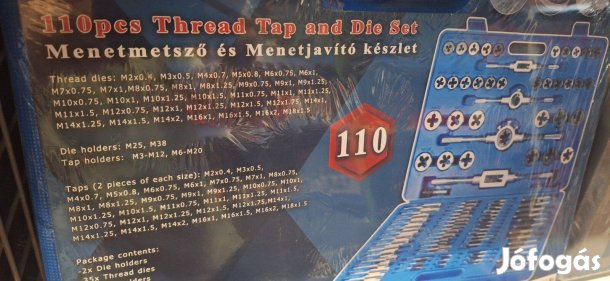 110pcs Thread Tap and Die Set
Menetmetsző és Menetjavító készlet
Thread dies: M2x0.4, M3x0.5, M4x0.7, M5x0.8, M6x0.75, M6x1,
M7x0.75, M7x1,M8x0.75, M8x1, M8x1.25, M9x0.75, M9x1, M9x1.25,
M10x0.75, M10x1, M10x1.25, M10x1.5, M11x0.75, M11x1, M11x1.25,
M11x1.5, M12x0.75, M12x1, M12x1.25, M12x1.5, M12x1.75, M14x1,
M14x1.25, M14x1.5, M14x2, M16x1, M16x1.5, M16x2, M18x1.5
Die holders: M25, M38
Tap holders: M3-M12, M6-M20
110
Taps (2 pieces of each size): M2x0.4, M3x0.5,
M4x0.7, M5x0.8, M6x0.75, M6x1, M7x0.75, M7x1, M8x0.75,
M8x1, M8x1.25, M9x0.75, M9x1, M9x1.25, M10x0.75, M10x1,
M10x1.25, M10x1.5, M11x0.75, M11x1, M11x1.25, M11x1.5,
M12x0.75, M12x1, M12x1.25, M12x1.5, M12x1.75,M14x1,
M14x1.25, M14x1.5, M14x2, M16x1, M16x1.5, M16x2, M18x1.5
Package contents:
-2x Die holders
-35x Thread dies
holders
Jófogás